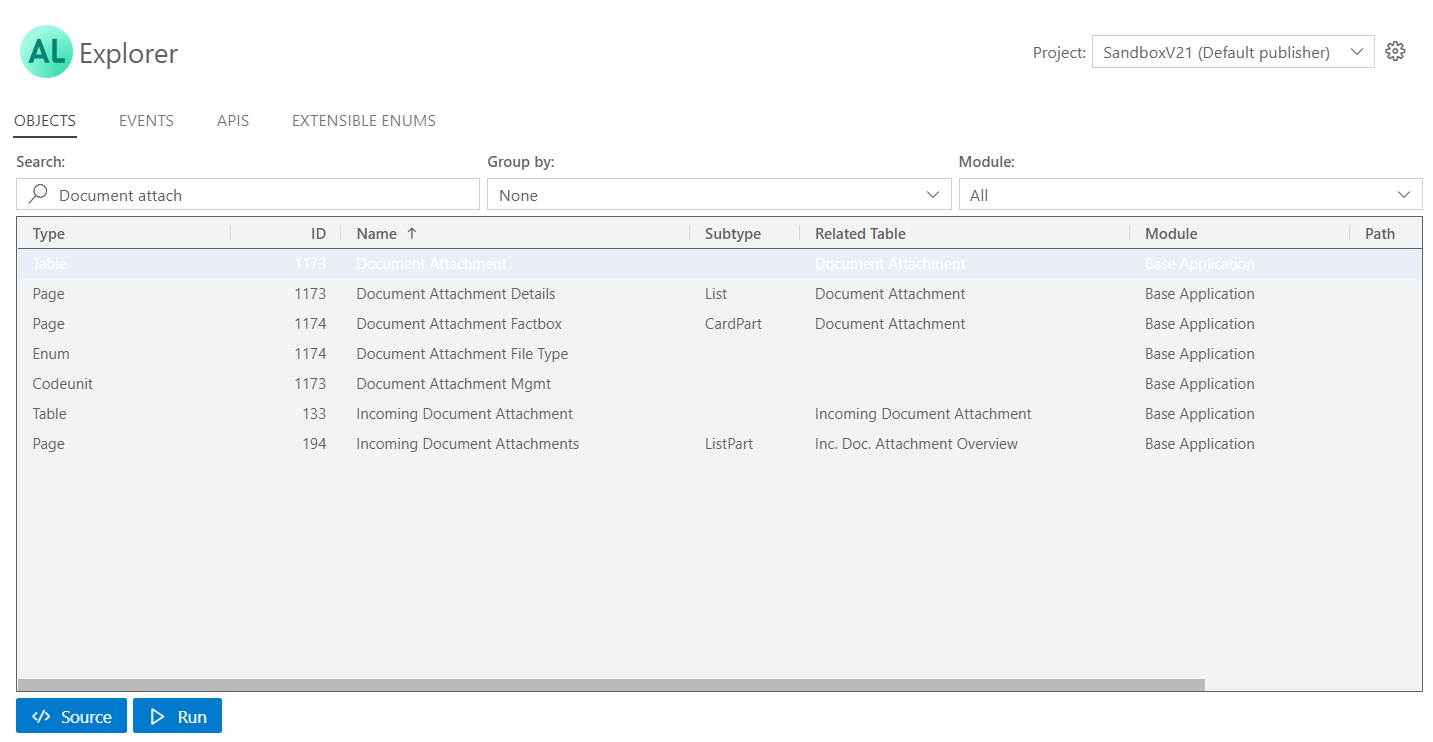 AL Explorer
Project: SandboxV21 (Default publisher)
OBJECTS EVENTS APIS EXTENSIBLE ENUMS
Search: Group by: Module:
Document attach None All
Type ID Name ↑ Subtype Related Table Module Path
Table 1173 Document Attachment Document Attachment Base Application
Page 1173 Document Attachment Details List Document Attachment Base Application
Page 1174 Document Attachment Factbox CardPart Document Attachment Base Application
Enum 1174 Document Attachment File Type Base Application
Codeunit 1173 Document Attachment Mgmt Base Application
Table 133 Incoming Document Attachment Incoming Document Attachment Base Application
Page 194 Incoming Document Attachments ListPart Inc. Doc. Attachment Overview Base Application
Source Run